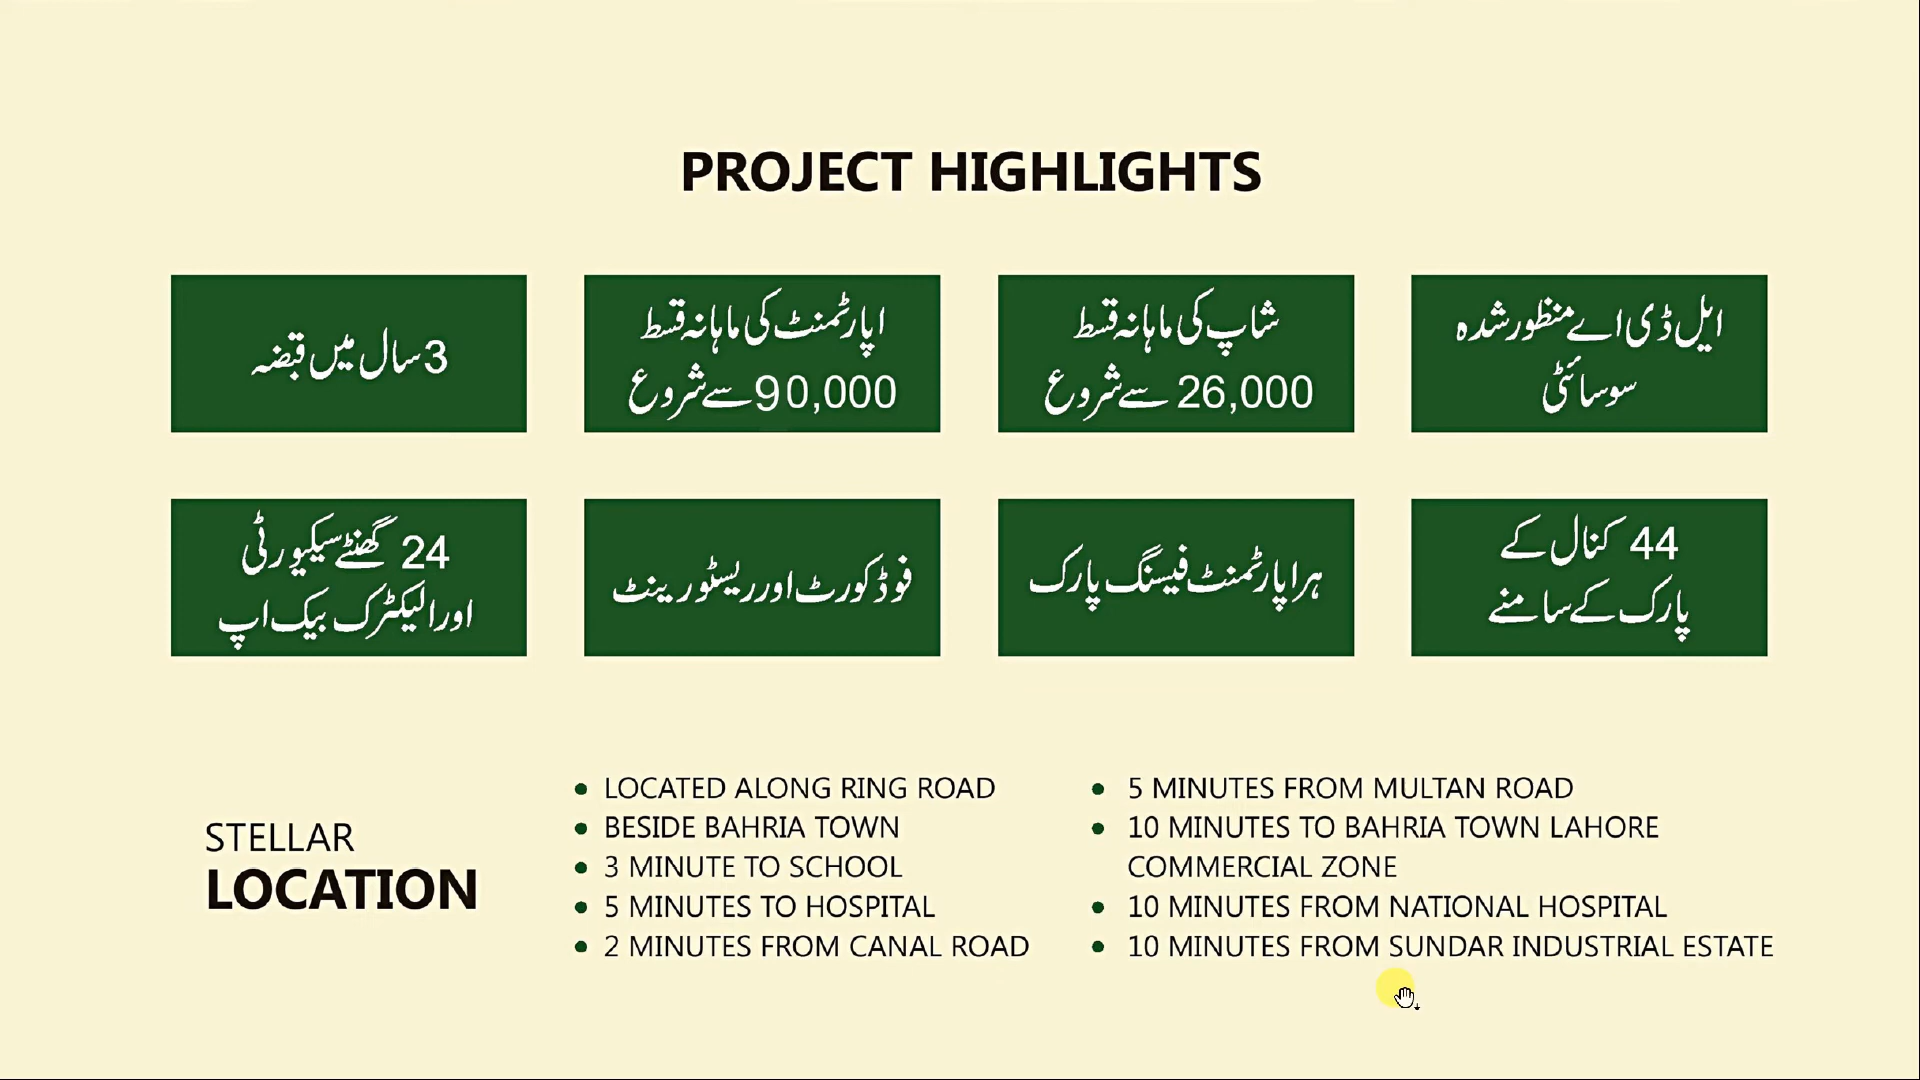 PROJECT HIGHLIGHTS
ایل ڈی اے منظور شدہ
سوسائٹی
شاپ کی ماہانہ قسط
26,000 سے شروع
اپارٹمنٹ کی ماہانہ قسط
90,000 سے شروع
3 سال میں قبضہ
44 کنال کے
پارک کے سامنے
ہر اپارٹمنٹ فیسنگ پارک
فوڈ کورٹ اور ریسٹورینٹ
24 گھنٹے سیکیورٹی
اور الیکٹرک بیک اپ
STELLAR
LOCATION
LOCATED ALONG RING ROAD
BESIDE BAHRIA TOWN
3 MINUTE TO SCHOOL
5 MINUTES TO HOSPITAL
2 MINUTES FROM CANAL ROAD
5 MINUTES FROM MULTAN ROAD
10 MINUTES TO BAHRIA TOWN LAHORE
COMMERCIAL ZONE
10 MINUTES FROM NATIONAL HOSPITAL
10 MINUTES FROM SUNDAR INDUSTRIAL ESTATE